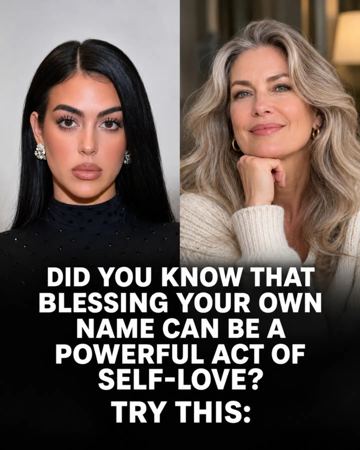 DID YOU KNOW THAT
BLESSING YOUR OWN
NAME CAN BE A
POWERFUL ACT OF
SELF-LOVE?
TRY THIS: